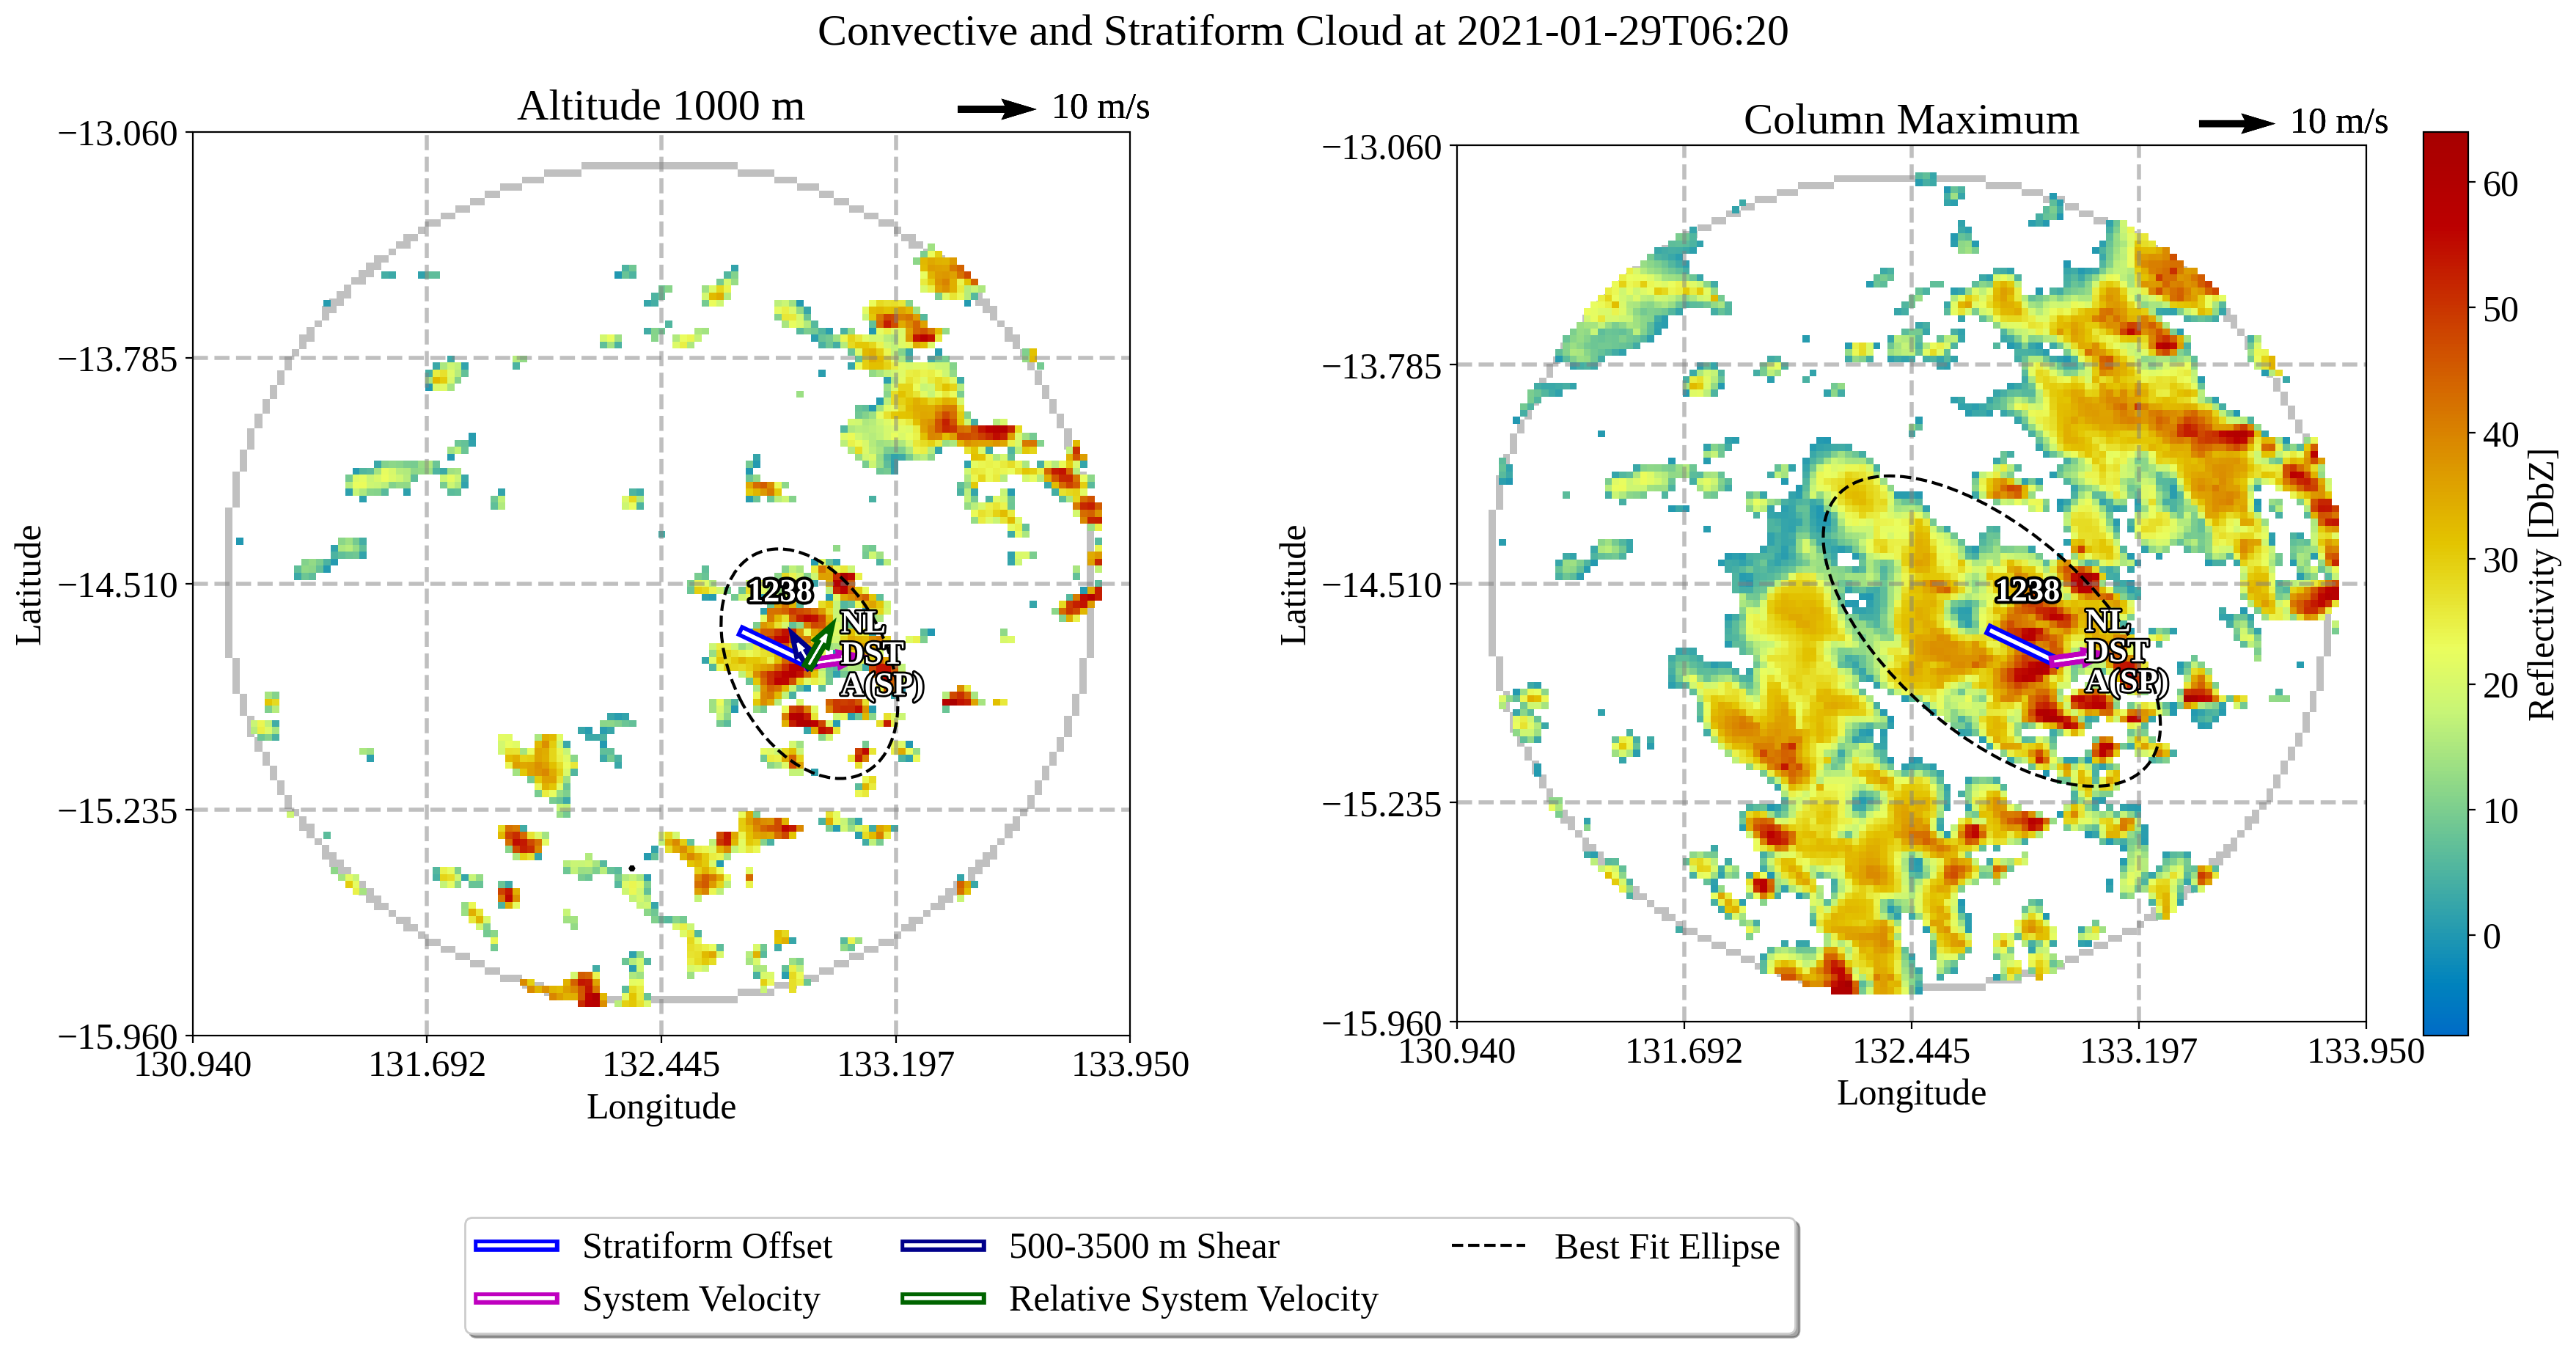 Convective and Stratiform Cloud at 2021-01-29T06:20
Altitude 1000 m
10 m/s
−13.060
−13.785
−14.510
−15.235
−15.960
Latitude
130.940
131.692
132.445
133.197
133.950
Longitude
1238
NL
DST
A(SP)
Column Maximum
10 m/s
−13.060
−13.785
−14.510
−15.235
−15.960
Latitude
130.940
131.692
132.445
133.197
133.950
Longitude
1238
NL
DST
A(SP)
60
50
40
30
20
10
0
Reflectivity [DbZ]
Stratiform Offset
System Velocity
500-3500 m Shear
Relative System Velocity
Best Fit Ellipse